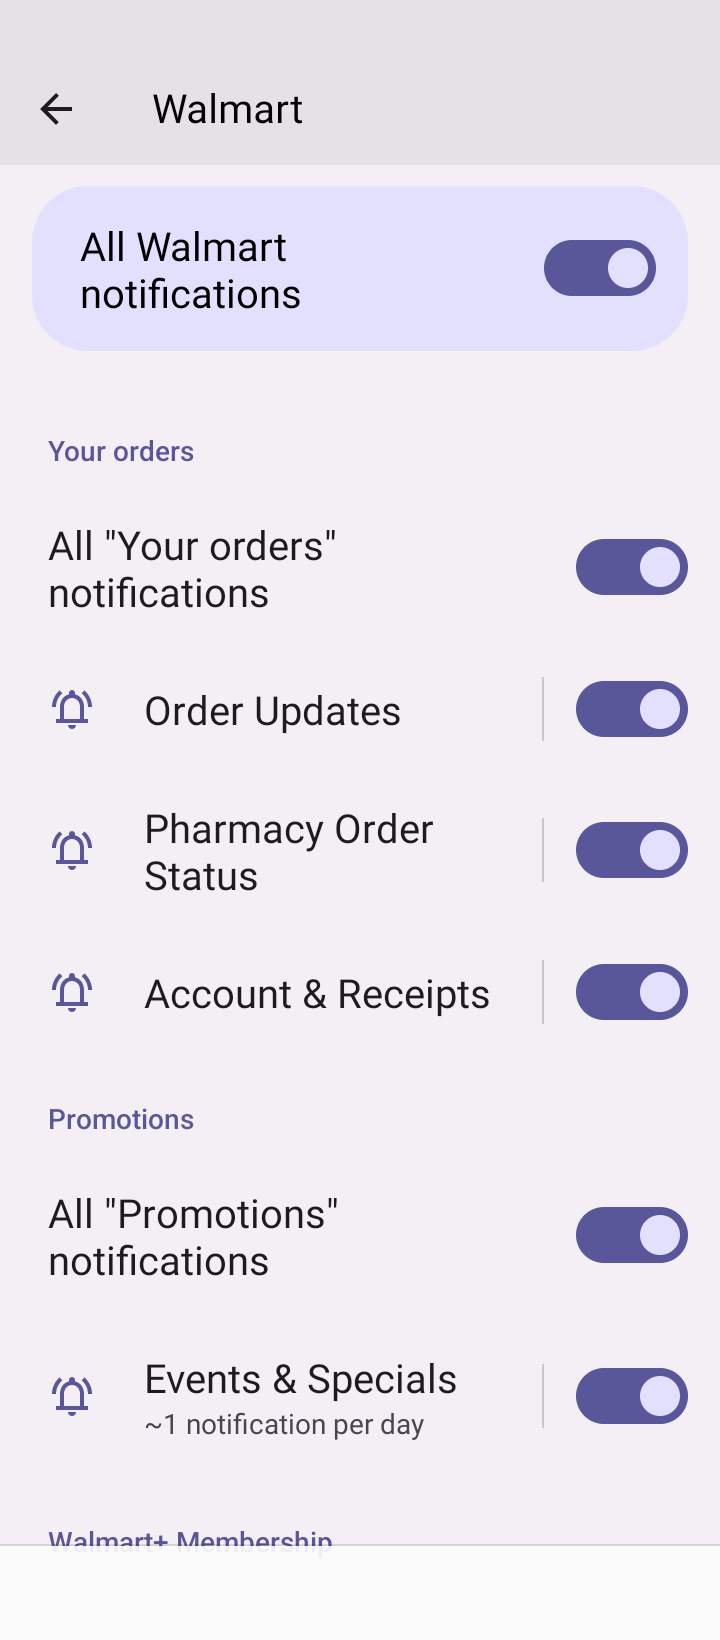 Walmart
All Walmart
notifications
Your orders
All "Your orders"
notifications
Order Updates
Pharmacy Order
Status
Account & Receipts
Promotions
All "Promotions"
notifications
Events & Specials
~1 notification per day
Walmart+ Membership